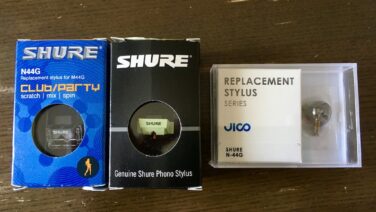 SHURE
N44G
Replacement stylus for M44G
CLUB/PARTY
scratch | mix | spin
SHURE
Genuine Shure Phono Stylus
REPLACEMENT
STYLUS
SERIES
JICO
SHURE
N-44G